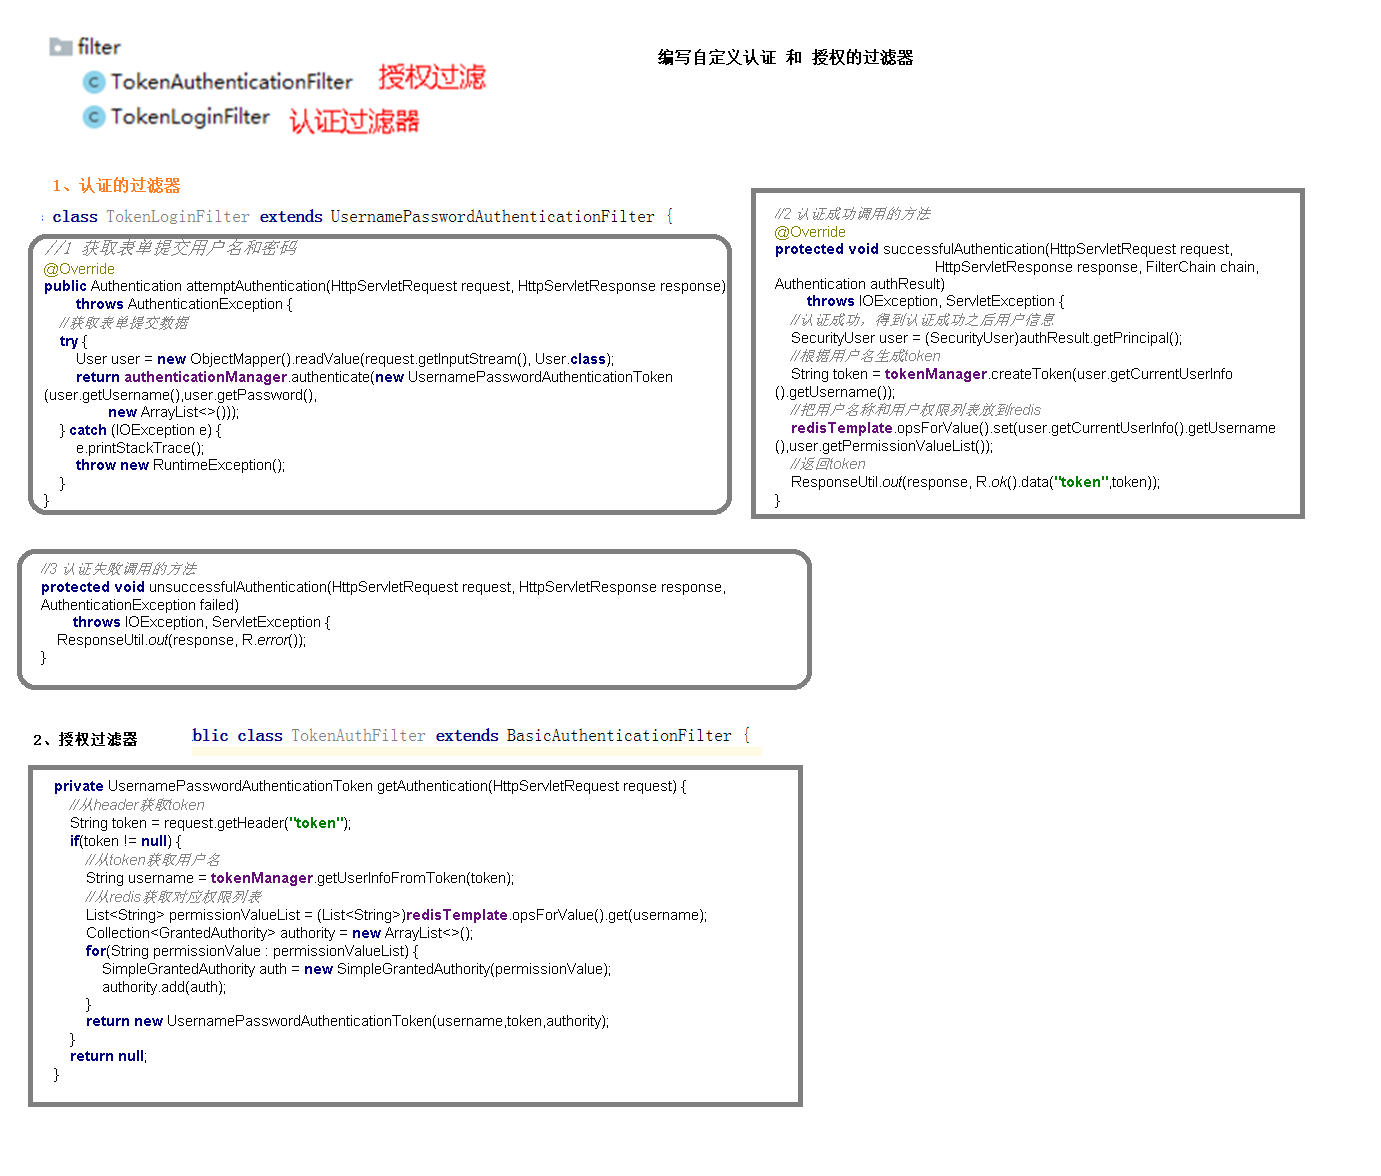 filter
TokenAuthenticationFilter 授权过滤
TokenLoginFilter 认证过滤器
编写自定义认证 和 授权的过滤器
1、认证的过滤器
class TokenLoginFilter extends UsernamePasswordAuthenticationFilter {
//1 获取表单提交用户名和密码
@Override
public Authentication attemptAuthentication(HttpServletRequest request, HttpServletResponse response)
throws AuthenticationException {
//获取表单提交数据
try {
User user = new ObjectMapper().readValue(request.getInputStream(), User.class);
return authenticationManager.authenticate(new UsernamePasswordAuthenticationToken
(user.getUsername(),user.getPassword(),
new ArrayList<>()));
} catch (IOException e) {
e.printStackTrace();
throw new RuntimeException();
}
}
//2 认证成功调用的方法
@Override
protected void successfulAuthentication(HttpServletRequest request,
HttpServletResponse response, FilterChain chain,
Authentication authResult)
throws IOException, ServletException {
//认证成功，得到认证成功之后用户信息
SecurityUser user = (SecurityUser)authResult.getPrincipal();
//根据用户名生成token
String token = tokenManager.createToken(user.getCurrentUserInfo
().getUsername());
//把用户名称和用户权限列表放到redis
redisTemplate.opsForValue().set(user.getCurrentUserInfo().getUsername
(),user.getPermissionValueList());
//返回token
ResponseUtil.out(response, R.ok().data("token",token));
}
//3 认证失败调用的方法
protected void unsuccessfulAuthentication(HttpServletRequest request, HttpServletResponse response,
AuthenticationException failed)
throws IOException, ServletException {
ResponseUtil.out(response, R.error());
}
2、授权过滤器
blic class TokenAuthFilter extends BasicAuthenticationFilter {
private UsernamePasswordAuthenticationToken getAuthentication(HttpServletRequest request) {
//从header获取token
String token = request.getHeader("token");
if(token != null) {
//从token获取用户名
String username = tokenManager.getUserInfoFromToken(token);
//从redis获取对应权限列表
List<String> permissionValueList = (List<String>)redisTemplate.opsForValue().get(username);
Collection<GrantedAuthority> authority = new ArrayList<>();
for(String permissionValue : permissionValueList) {
SimpleGrantedAuthority auth = new SimpleGrantedAuthority(permissionValue);
authority.add(auth);
}
return new UsernamePasswordAuthenticationToken(username,token,authority);
}
return null;
}